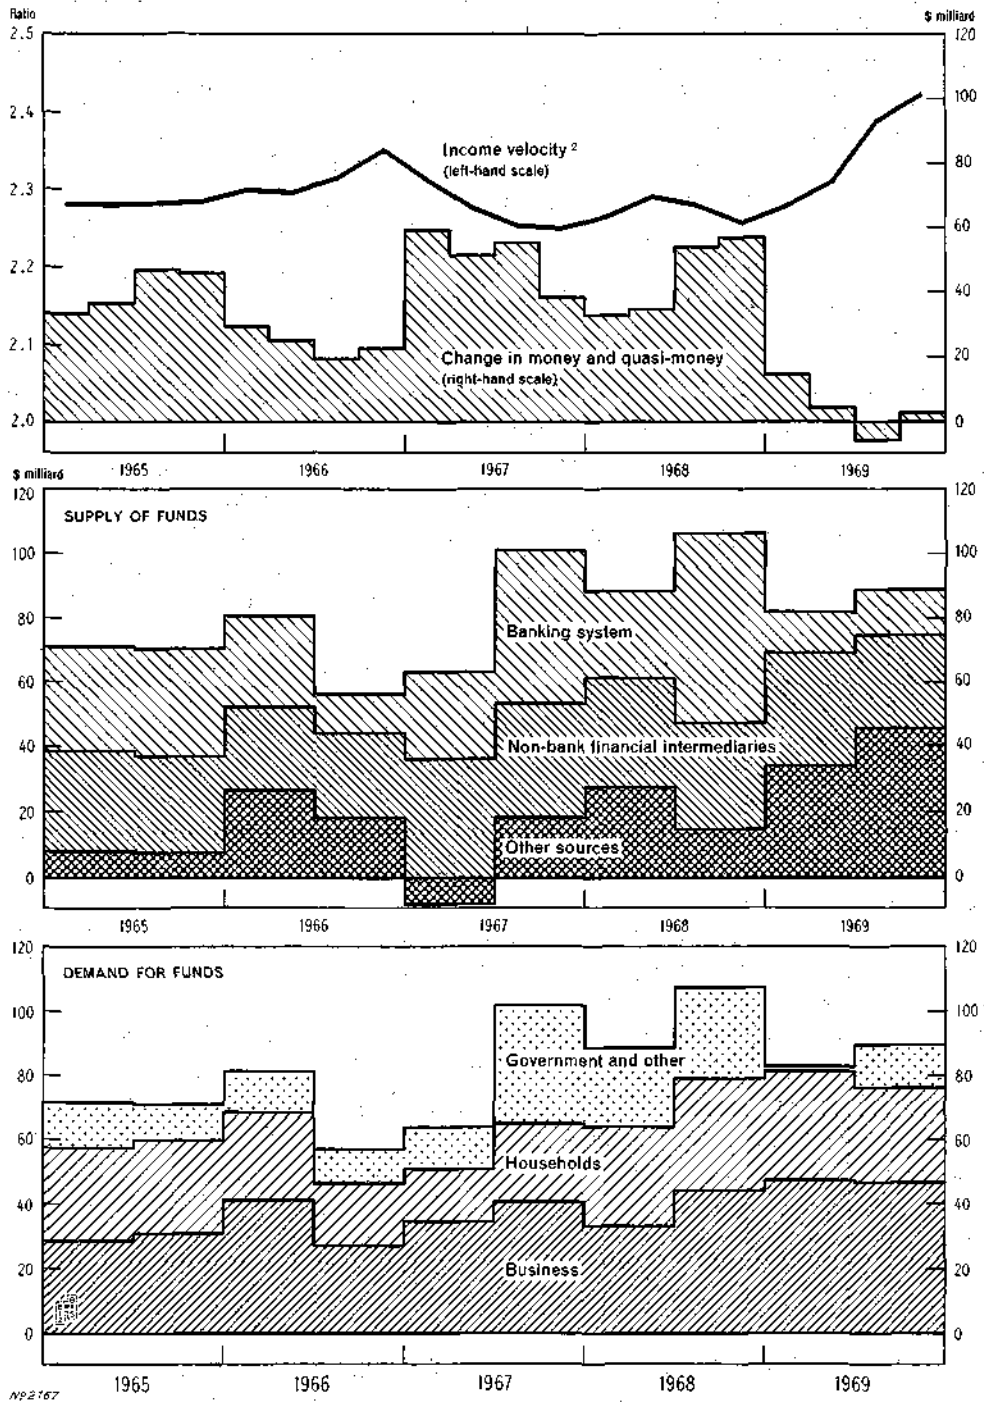 Ratio $ milliard
2.5 120
2.4 100
80
Income velocity 2
(left-hand scale)
2.3
60
2.2
40
2.1
Change in money and quasi-money
20
(right-hand scale)
2.0 0
1965 1966 1967 1968 1969
$ milliard
120 120
SUPPLY OF FUNDS
100 100
80 80
Banking system
60 60
Non-bank financial intermediaries
40 40
20 20
Other sources
0 0
1965 1966 1967 1968 1969
120 120
DEMAND FOR FUNDS
100 100
Government and other
80 80
60 60
Households
40 40
20 20
Business
0 0
1965 1966 1967 1968 1969
Nº2167